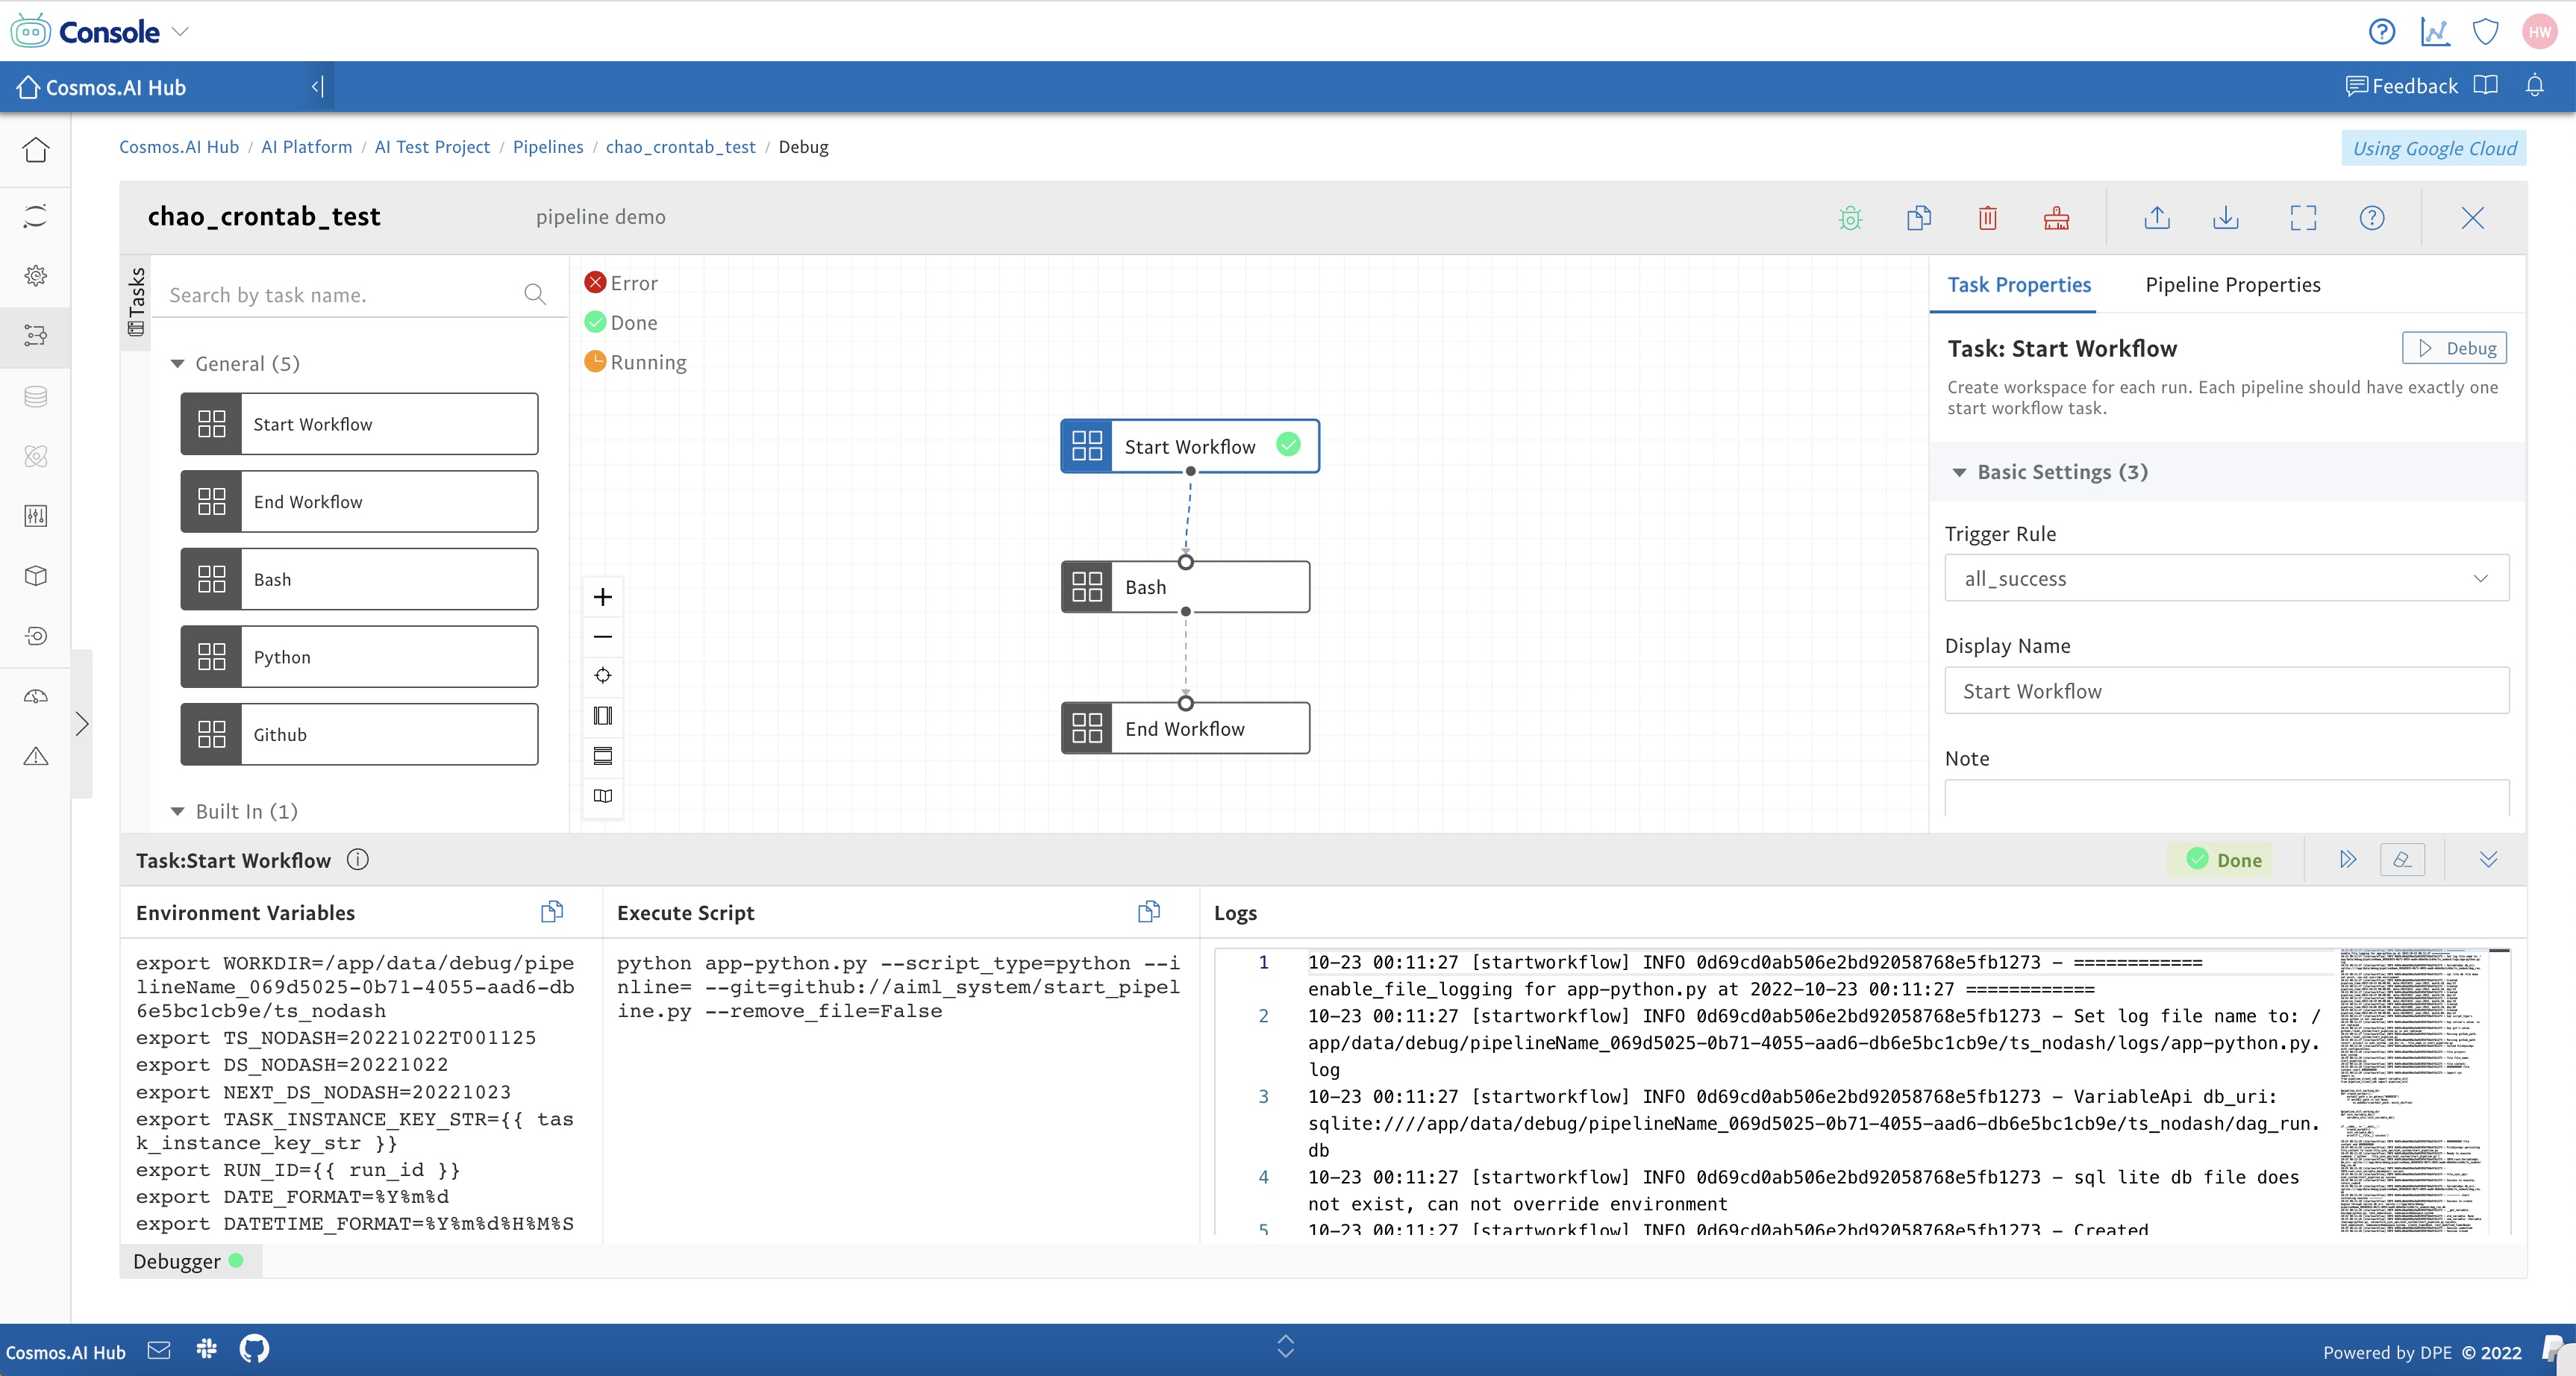 Console
HW
Cosmos.AI Hub
Feedback
Cosmos.AI Hub / AI Platform / AI Test Project / Pipelines / chao_crontab_test / Debug
Using Google Cloud
chao_crontab_test
pipeline demo
Tasks
Search by task name.
General (5)
Start Workflow
End Workflow
Bash
Python
Github
Built In (1)
Error
Done
Running
Start Workflow
Bash
End Workflow
Task Properties
Pipeline Properties
Task: Start Workflow
Debug
Create workspace for each run. Each pipeline should have exactly one
start workflow task.
Basic Settings (3)
Trigger Rule
all_success
Display Name
Start Workflow
Note
Task:Start Workflow
Done
Environment Variables
export WORKDIR=/app/data/debug/pipe
lineName_069d5025-0b71-4055-aad6-db
6e5bc1cb9e/ts_nodash
export TS_NODASH=20221022T001125
export DS_NODASH=20221022
export NEXT_DS_NODASH=20221023
export TASK_INSTANCE_KEY_STR={{ tas
k_instance_key_str }}
export RUN_ID={{ run_id }}
export DATE_FORMAT=%Y%m%d
export DATETIME_FORMAT=%Y%m%d%H%M%S
Execute Script
python app-python.py --script_type=python --i
nline= --git=github://aiml_system/start_pipel
ine.py --remove_file=False
Logs
1 10-23 00:11:27 [startworkflow] INFO 0d69cd0ab506e2bd92058768e5fb1273 - ============
enable_file_logging for app-python.py at 2022-10-23 00:11:27 ============
2 10-23 00:11:27 [startworkflow] INFO 0d69cd0ab506e2bd92058768e5fb1273 - Set log file name to: /
app/data/debug/pipelineName_069d5025-0b71-4055-aad6-db6e5bc1cb9e/ts_nodash/logs/app-python.py.
log
3 10-23 00:11:27 [startworkflow] INFO 0d69cd0ab506e2bd92058768e5fb1273 - VariableApi db_uri:
sqlite:////app/data/debug/pipelineName_069d5025-0b71-4055-aad6-db6e5bc1cb9e/ts_nodash/dag_run.
db
4 10-23 00:11:27 [startworkflow] INFO 0d69cd0ab506e2bd92058768e5fb1273 - sql lite db file does
not exist, can not override environment
5 10-23 00:11:27 [startworkflow] INFO 0d69cd0ab506e2bd92058768e5fb1273 - Created
Debugger
Cosmos.AI Hub
Powered by DPE © 2022